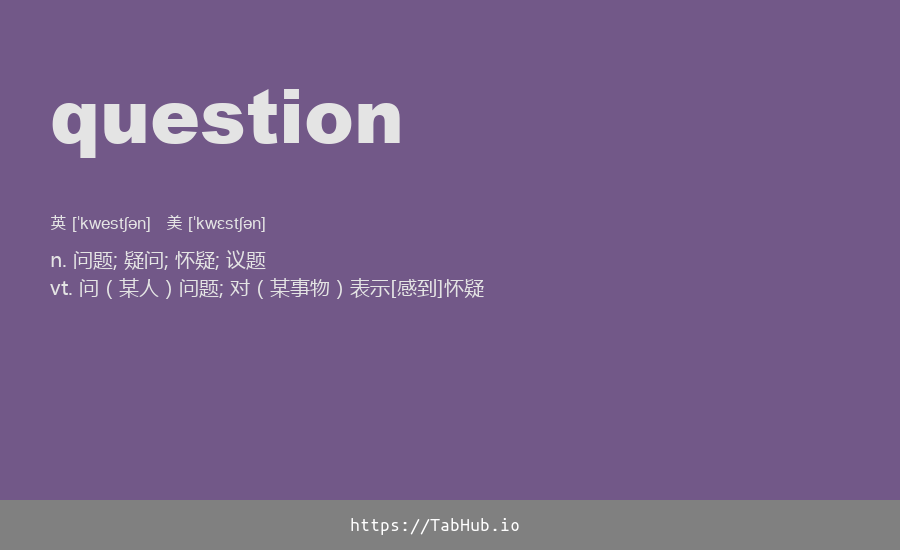 question
英 [ˈkwestʃən] 美 [ˈkwɛstʃən]
n. 问题; 疑问; 怀疑; 议题
vt. 问（某人）问题; 对（某事物）表示[感到]怀疑
https://TabHub.io